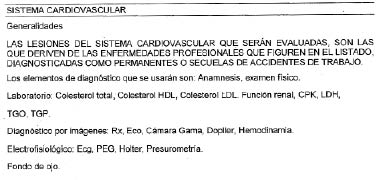 SISTEMA CARDIOVASCULAR
Generalidades
LAS LESIONES DEL SISTEMA CARDIOVASCULAR QUE SERÁN EVALUADAS, SON LAS
QUE DERIVEN DE LAS ENFERMEDADES PROFESIONALES QUE FIGUREN EN EL LISTADO,
DIAGNOSTICADAS COMO PERMANENTES O SECUELAS DE ACCIDENTES DE TRABAJO.
Los elementos de diagnóstico que se usarán son: Anamnesis, examen físico.
Laboratorio: Colesterol total, Colesterol HDL, Colesterol LDL. Función renal, CPK, LDH,
TGO, TGP.
Diagnóstico por imágenes: Rx, Eco, Cámara Gama, Doppler, Hemodinamia.
Electrofisiológico: Ecg, PEG, Holter, Presurometría.
Fondo de ojo.